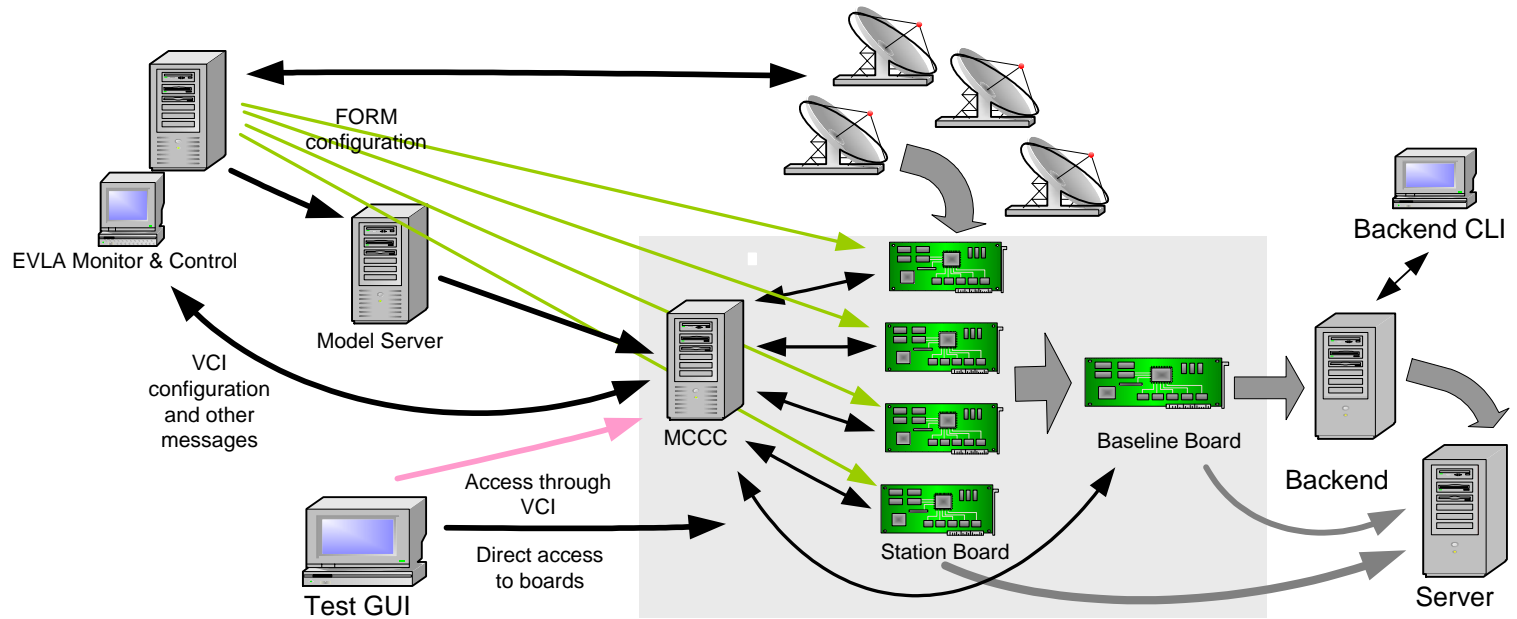 FORM
configuration
EVLA Monitor & Control
Model Server
VCI
configuration
and other
messages
MCCC
Access through
VCI
Direct access
to boards
Test GUI
Station Board
Baseline Board
Backend CLI
Backend
Server